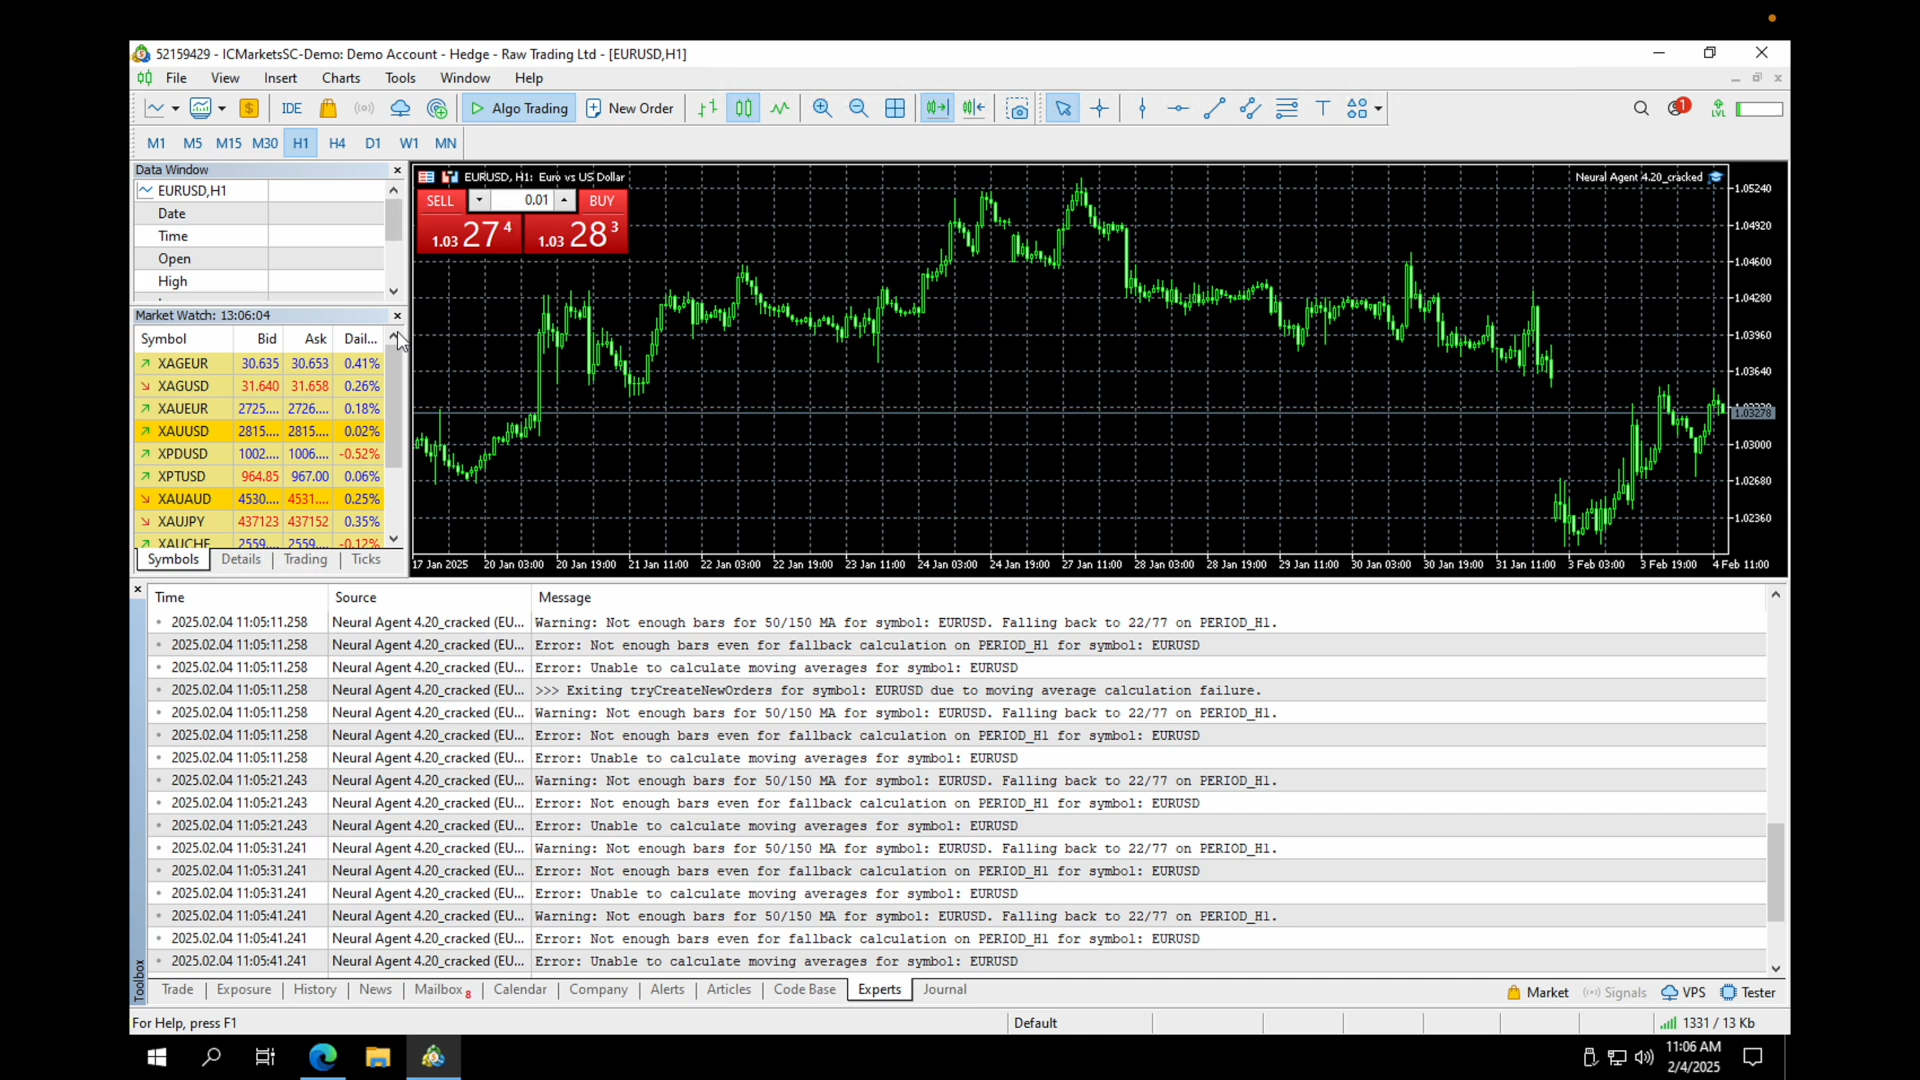 52159429 - ICMarketsSC-Demo: Demo Account - Hedge - Raw Trading Ltd - [EURUSD,H1]
File View Insert Charts Tools Window Help
IDE Algo Trading New Order 1 LVL
M1 M5 M15 M30 H1 H4 D1 W1 MN
Data Window
EURUSD,H1
Date
Time
Open
High
Market Watch: 13:06:04
Symbol Bid Ask Dail...
XAGEUR 30.635 30.653 0.41%
XAGUSD 31.640 31.658 0.26%
XAUEUR 2725.... 2726.... 0.18%
XAUUSD 2815.... 2815.... 0.02%
XPDUSD 1002.... 1006.... -0.52%
XPTUSD 964.85 967.00 0.06%
XAUAUD 4530.... 4531.... 0.25%
XAUJPY 437123 437152 0.35%
XAUCHF 2559.... 2559.... -0.12%
Symbols Details Trading Ticks
EURUSD, H1: Euro vs US Dollar
SELL 0.01 BUY
1.03 27 4 1.03 28 3
Neural Agent 4.20_cracked
1.05240
1.04920
1.04600
1.04280
1.03960
1.03640
1.03278
1.03000
1.02680
1.02360
17 Jan 2025 20 Jan 03:00 20 Jan 19:00 21 Jan 11:00 22 Jan 03:00 22 Jan 19:00 23 Jan 11:00 24 Jan 03:00 24 Jan 19:00 27 Jan 11:00 28 Jan 03:00 28 Jan 19:00 29 Jan 11:00 30 Jan 03:00 30 Jan 19:00 31 Jan 11:00 3 Feb 03:00 3 Feb 19:00 4 Feb 11:00
Time Source Message
2025.02.04 11:05:11.258 Neural Agent 4.20_cracked (EU... Warning: Not enough bars for 50/150 MA for symbol: EURUSD. Falling back to 22/77 on PERIOD_H1.
2025.02.04 11:05:11.258 Neural Agent 4.20_cracked (EU... Error: Not enough bars even for fallback calculation on PERIOD_H1 for symbol: EURUSD
2025.02.04 11:05:11.258 Neural Agent 4.20_cracked (EU... Error: Unable to calculate moving averages for symbol: EURUSD
2025.02.04 11:05:11.258 Neural Agent 4.20_cracked (EU... >>> Exiting tryCreateNewOrders for symbol: EURUSD due to moving average calculation failure.
2025.02.04 11:05:11.258 Neural Agent 4.20_cracked (EU... Warning: Not enough bars for 50/150 MA for symbol: EURUSD. Falling back to 22/77 on PERIOD_H1.
2025.02.04 11:05:11.258 Neural Agent 4.20_cracked (EU... Error: Not enough bars even for fallback calculation on PERIOD_H1 for symbol: EURUSD
2025.02.04 11:05:11.258 Neural Agent 4.20_cracked (EU... Error: Unable to calculate moving averages for symbol: EURUSD
2025.02.04 11:05:21.243 Neural Agent 4.20_cracked (EU... Warning: Not enough bars for 50/150 MA for symbol: EURUSD. Falling back to 22/77 on PERIOD_H1.
2025.02.04 11:05:21.243 Neural Agent 4.20_cracked (EU... Error: Not enough bars even for fallback calculation on PERIOD_H1 for symbol: EURUSD
2025.02.04 11:05:21.243 Neural Agent 4.20_cracked (EU... Error: Unable to calculate moving averages for symbol: EURUSD
2025.02.04 11:05:31.241 Neural Agent 4.20_cracked (EU... Warning: Not enough bars for 50/150 MA for symbol: EURUSD. Falling back to 22/77 on PERIOD_H1.
2025.02.04 11:05:31.241 Neural Agent 4.20_cracked (EU... Error: Not enough bars even for fallback calculation on PERIOD_H1 for symbol: EURUSD
2025.02.04 11:05:31.241 Neural Agent 4.20_cracked (EU... Error: Unable to calculate moving averages for symbol: EURUSD
2025.02.04 11:05:41.241 Neural Agent 4.20_cracked (EU... Warning: Not enough bars for 50/150 MA for symbol: EURUSD. Falling back to 22/77 on PERIOD_H1.
2025.02.04 11:05:41.241 Neural Agent 4.20_cracked (EU... Error: Not enough bars even for fallback calculation on PERIOD_H1 for symbol: EURUSD
2025.02.04 11:05:41.241 Neural Agent 4.20_cracked (EU... Error: Unable to calculate moving averages for symbol: EURUSD
Toolbox
Trade Exposure History News Mailbox 8 Calendar Company Alerts Articles Code Base Experts Journal Market Signals VPS Tester
For Help, press F1 Default 1331 / 13 Kb
11:06 AM
2/4/2025